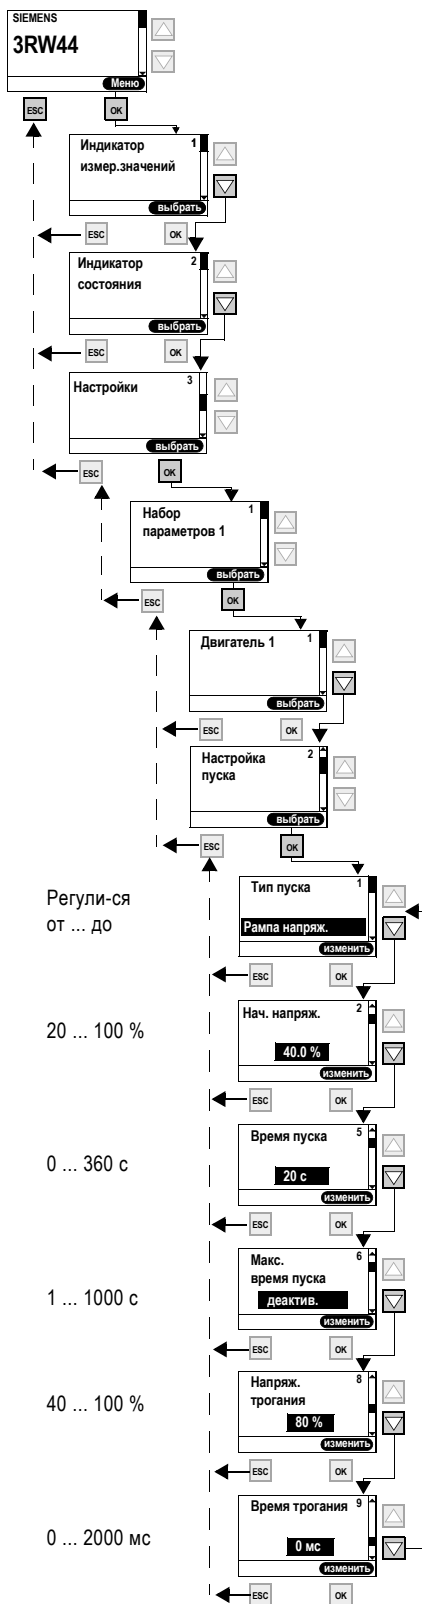 SIEMENS
3RW44
Меню
ESC
OK
Индикатор 1
измер.значений
выбрать
ESC
OK
Индикатор 2
состояния
выбрать
ESC
OK
Настройки 3
выбрать
ESC
OK
Набор 1
параметров 1
выбрать
ESC
OK
Двигатель 1 1
выбрать
ESC
OK
Настройка 2
пуска
выбрать
ESC
OK
Регули-ся
от ... до
Тип пуска 1
Рампа напряж.
изменить
ESC
OK
20 ... 100 %
Нач. напряж. 2
40.0 %
изменить
ESC
OK
0 ... 360 с
Время пуска 5
20 с
изменить
ESC
OK
1 ... 1000 с
Макс. 6
время пуска
деактив.
изменить
ESC
OK
40 ... 100 %
Напряж. 8
трогания
80 %
изменить
ESC
OK
0 ... 2000 мс
Время трогания 9
0 мс
изменить
ESC
OK